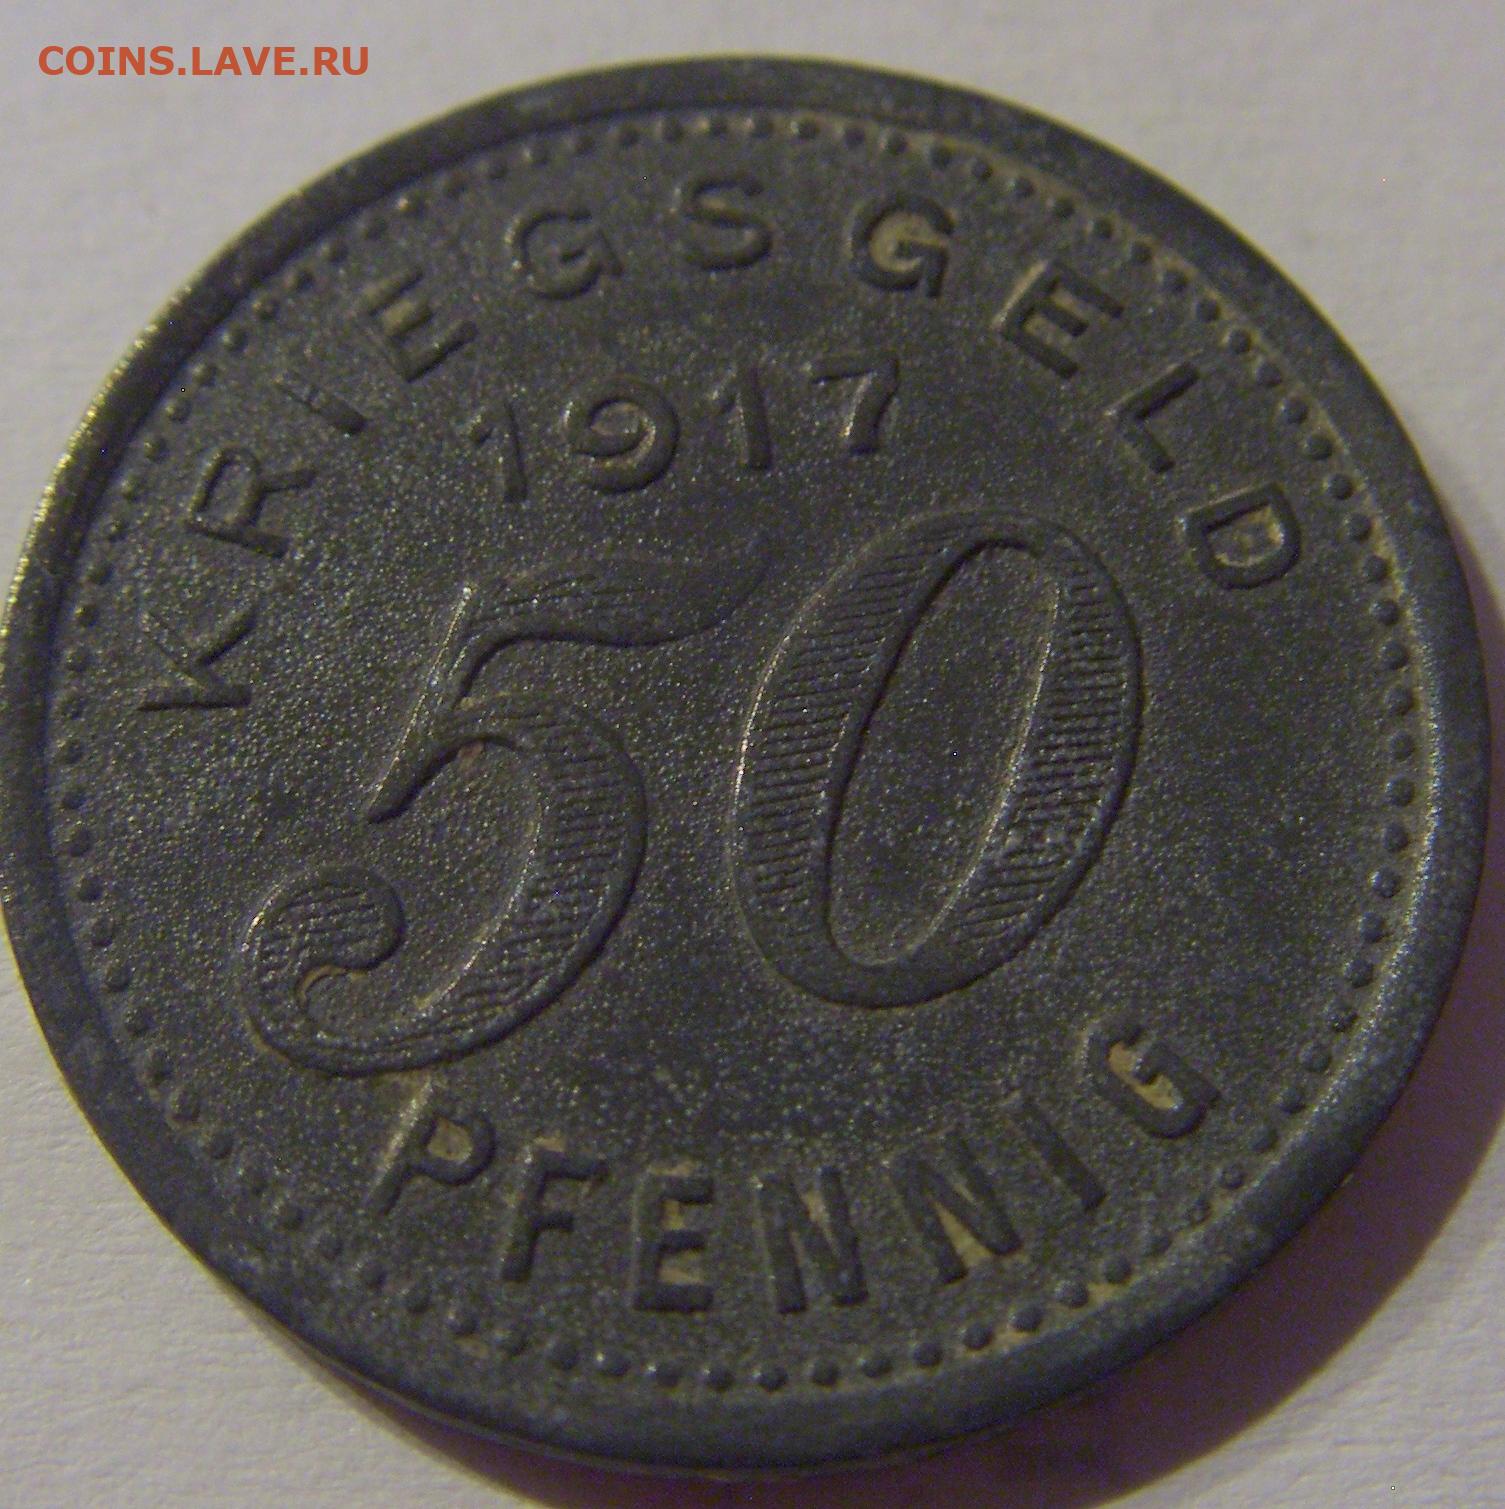 COINS.LAVE.RU
KRIEGSGELD
1917
50
PFENNIG